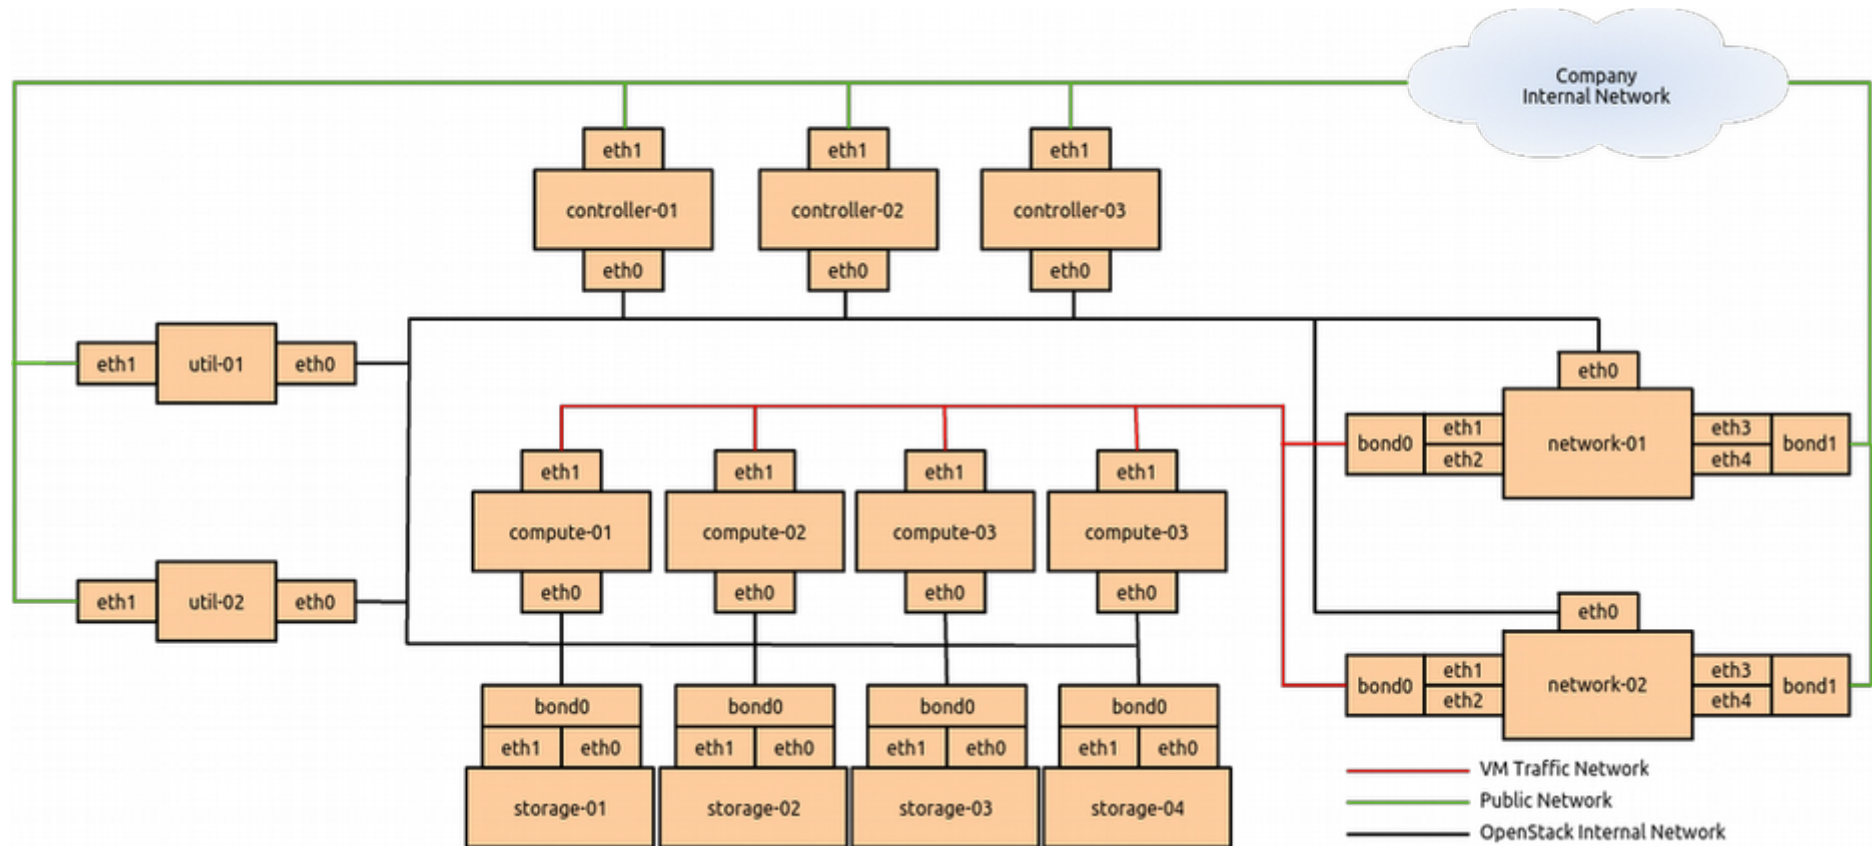 Company
Internal Network
eth1
eth1
eth1
controller-01
controller-02
controller-03
eth0
eth0
eth0
eth1
util-01
eth0
eth0
bond0
eth1
eth2
network-01
eth3
eth4
bond1
eth1
eth1
eth1
eth1
compute-01
compute-02
compute-03
compute-03
eth0
eth0
eth0
eth0
eth1
util-02
eth0
eth0
bond0
eth1
eth2
network-02
eth3
eth4
bond1
bond0
bond0
bond0
bond0
eth1
eth0
eth1
eth0
eth1
eth0
eth1
eth0
storage-01
storage-02
storage-03
storage-04
VM Traffic Network
Public Network
OpenStack Internal Network